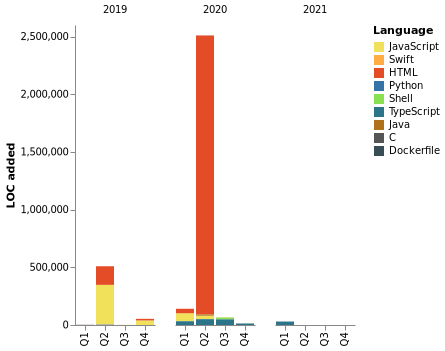 2019 2020 2021
LOC added
2,500,000
2,000,000
1,500,000
1,000,000
500,000
0
Q1 Q2 Q3 Q4 Q1 Q2 Q3 Q4 Q1 Q2 Q3 Q4
Language
JavaScript
Swift
HTML
Python
Shell
TypeScript
Java
C
Dockerfile